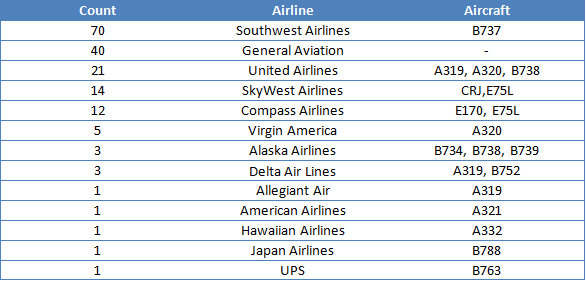 Count Airline Aircraft
70 Southwest Airlines B737
40 General Aviation -
21 United Airlines A319, A320, B738
14 SkyWest Airlines CRJ,E75L
12 Compass Airlines E170, E75L
5 Virgin America A320
3 Alaska Airlines B734, B738, B739
3 Delta Air Lines A319, B752
1 Allegiant Air A319
1 American Airlines A321
1 Hawaiian Airlines A332
1 Japan Airlines B788
1 UPS B763